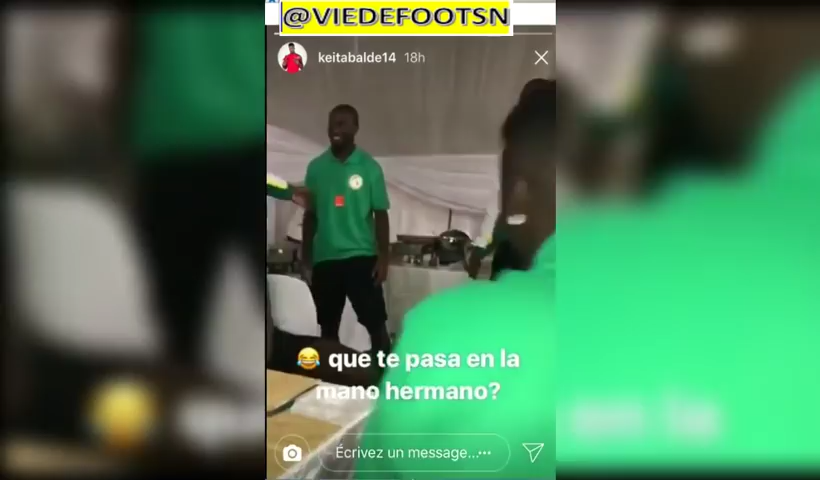 @VIEDEFOOTSN
keitabalde14 18h
😂 que te pasa en la
mano hermano?
Écrivez un message...